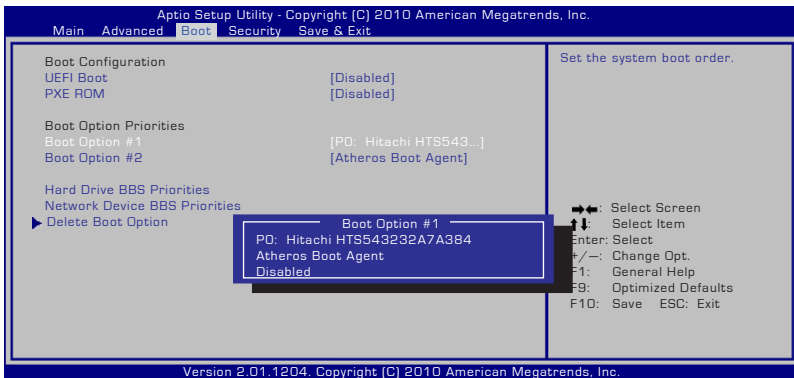 Aptio Setup Utility - Copyright (C) 2010 American Megatrends, Inc.
Main Advanced Boot Security Save & Exit
Boot Configuration
UEFI Boot [Disabled]
PXE ROM [Disabled]
Boot Option Priorities
Boot Option #1 [P0: Hitachi HTS543...]
Boot Option #2 [Atheros Boot Agent]
Hard Drive BBS Priorities
Network Device BBS Priorities
Delete Boot Option
Boot Option #1
P0: Hitachi HTS543232A7A384
Atheros Boot Agent
Disabled
Set the system boot order.
→←: Select Screen
↑↓: Select Item
Enter: Select
+/—: Change Opt.
F1: General Help
F9: Optimized Defaults
F10: Save ESC: Exit
Version 2.01.1204. Copyright (C) 2010 American Megatrends, Inc.